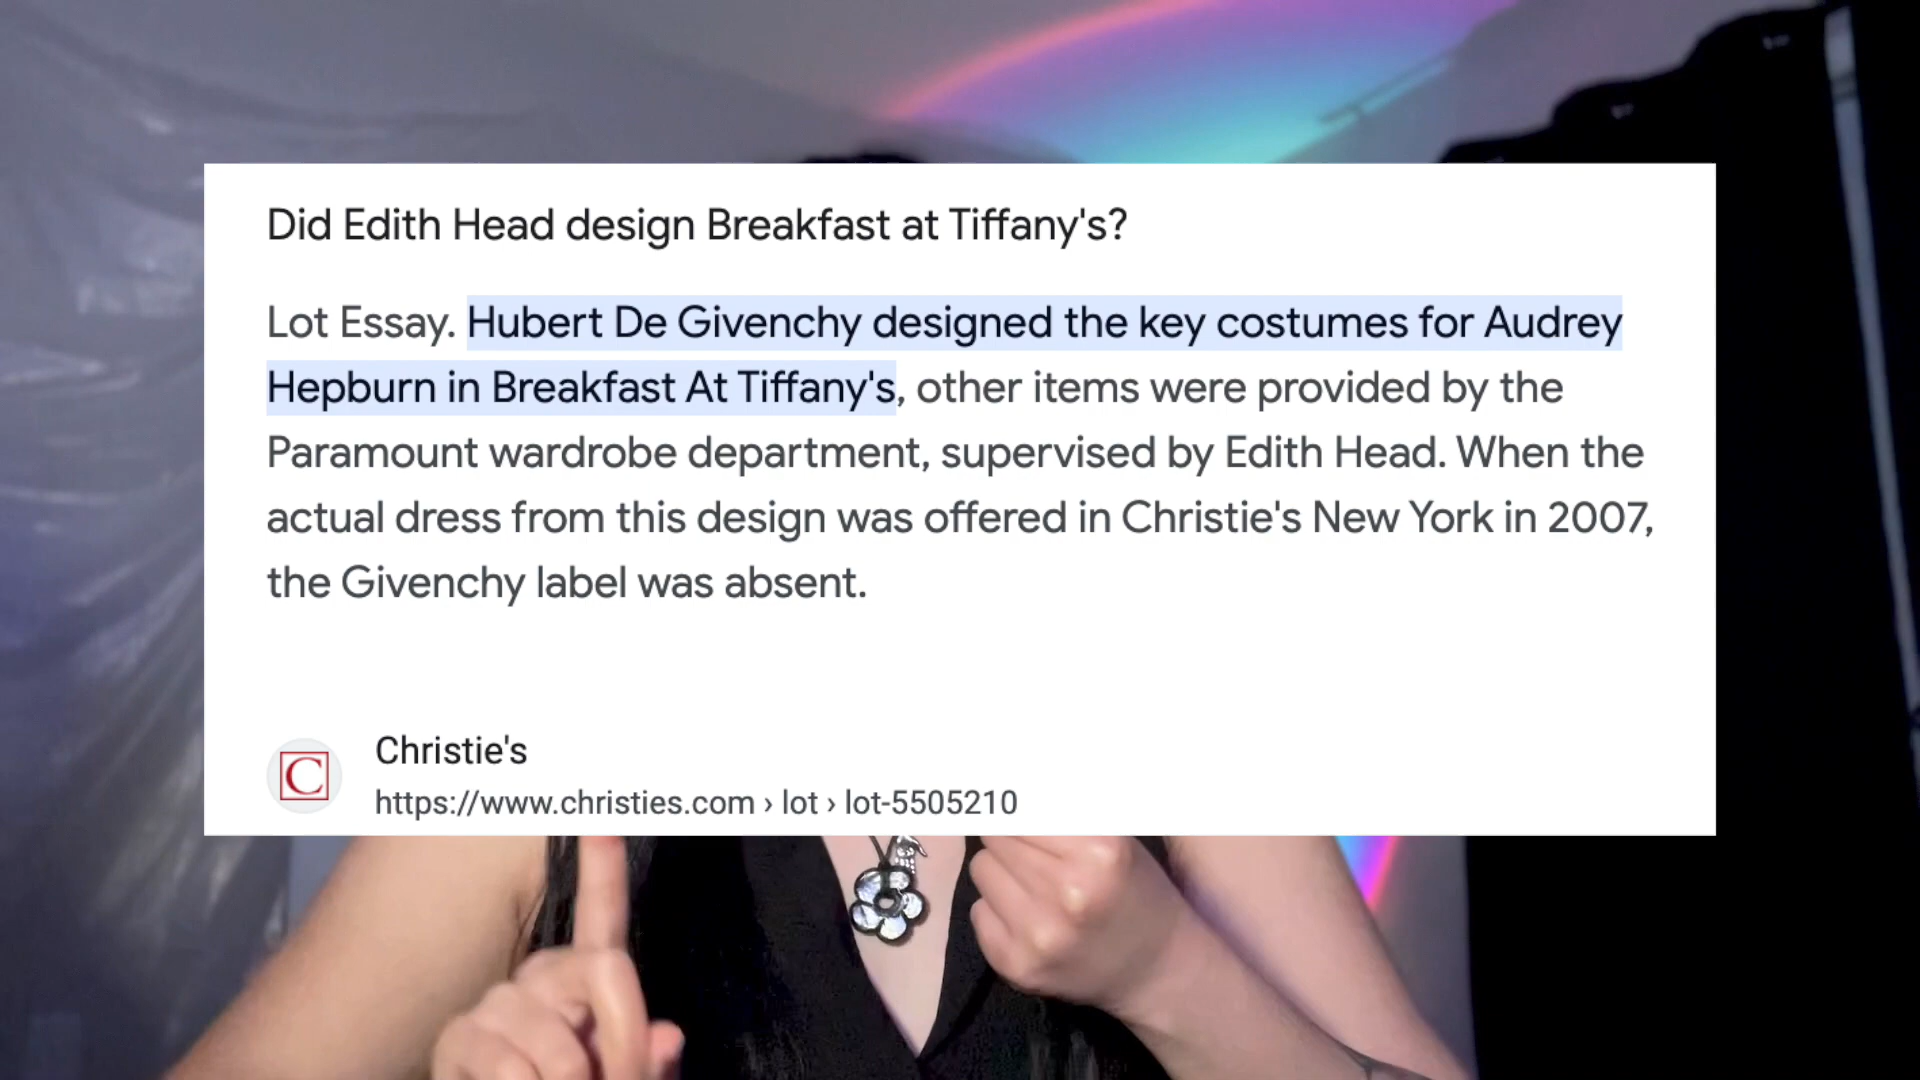 Did Edith Head design Breakfast at Tiffany's?
Lot Essay. Hubert De Givenchy designed the key costumes for Audrey
Hepburn in Breakfast At Tiffany's, other items were provided by the
Paramount wardrobe department, supervised by Edith Head. When the
actual dress from this design was offered in Christie's New York in 2007,
the Givenchy label was absent.
C
Christie's
https://www.christies.com › lot › lot-5505210